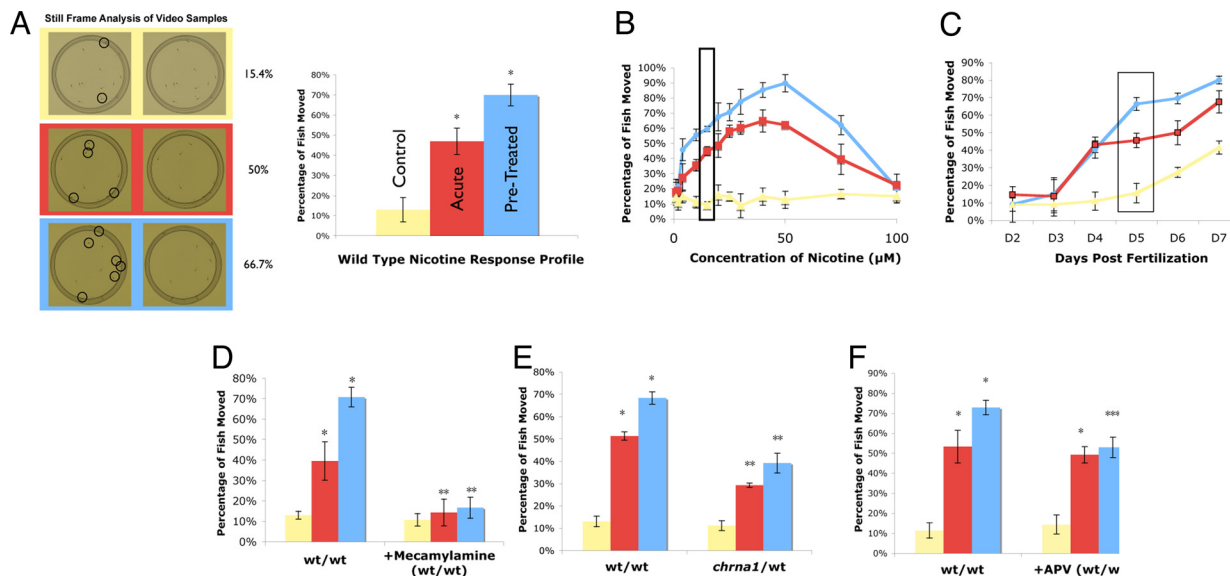 A
Still Frame Analysis of Video Samples
15.4%
50%
66.7%
Percentage of Fish Moved
80%
70%
60%
50%
40%
30%
20%
10%
0%
Control
Acute
Pre-Treated
*
*
Wild Type Nicotine Response Profile
B
Percentage of Fish Moved
100%
90%
80%
70%
60%
50%
40%
30%
20%
10%
0%
0
50
100
Concentration of Nicotine (µM)
C
Percentage of Fish Moved
90%
80%
70%
60%
50%
40%
30%
20%
10%
0%
D2
D3
D4
D5
D6
D7
Days Post Fertilization
D
Percentage of Fish Moved
80%
70%
60%
50%
40%
30%
20%
10%
0%
*
*
**
**
wt/wt
+Mecamylamine
(wt/wt)
E
Percentage of Fish Moved
80%
70%
60%
50%
40%
30%
20%
10%
0%
*
*
**
**
wt/wt
chrna1/wt
F
Percentage of Fish Moved
90%
80%
70%
60%
50%
40%
30%
20%
10%
0%
*
*
*
***
wt/wt
+APV (wt/w